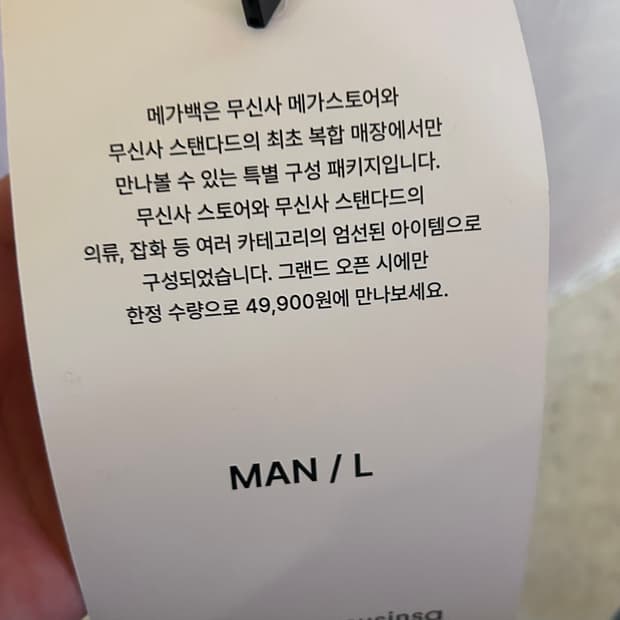 메가백은 무신사 메가스토어와
무신사 스탠다드의 최초 복합 매장에서만
만나볼 수 있는 특별 구성 패키지입니다.
무신사 스토어와 무신사 스탠다드의
의류, 잡화 등 여러 카테고리의 엄선된 아이템으로
구성되었습니다. 그랜드 오픈 시에만
한정 수량으로 49,900원에 만나보세요.
MAN / L